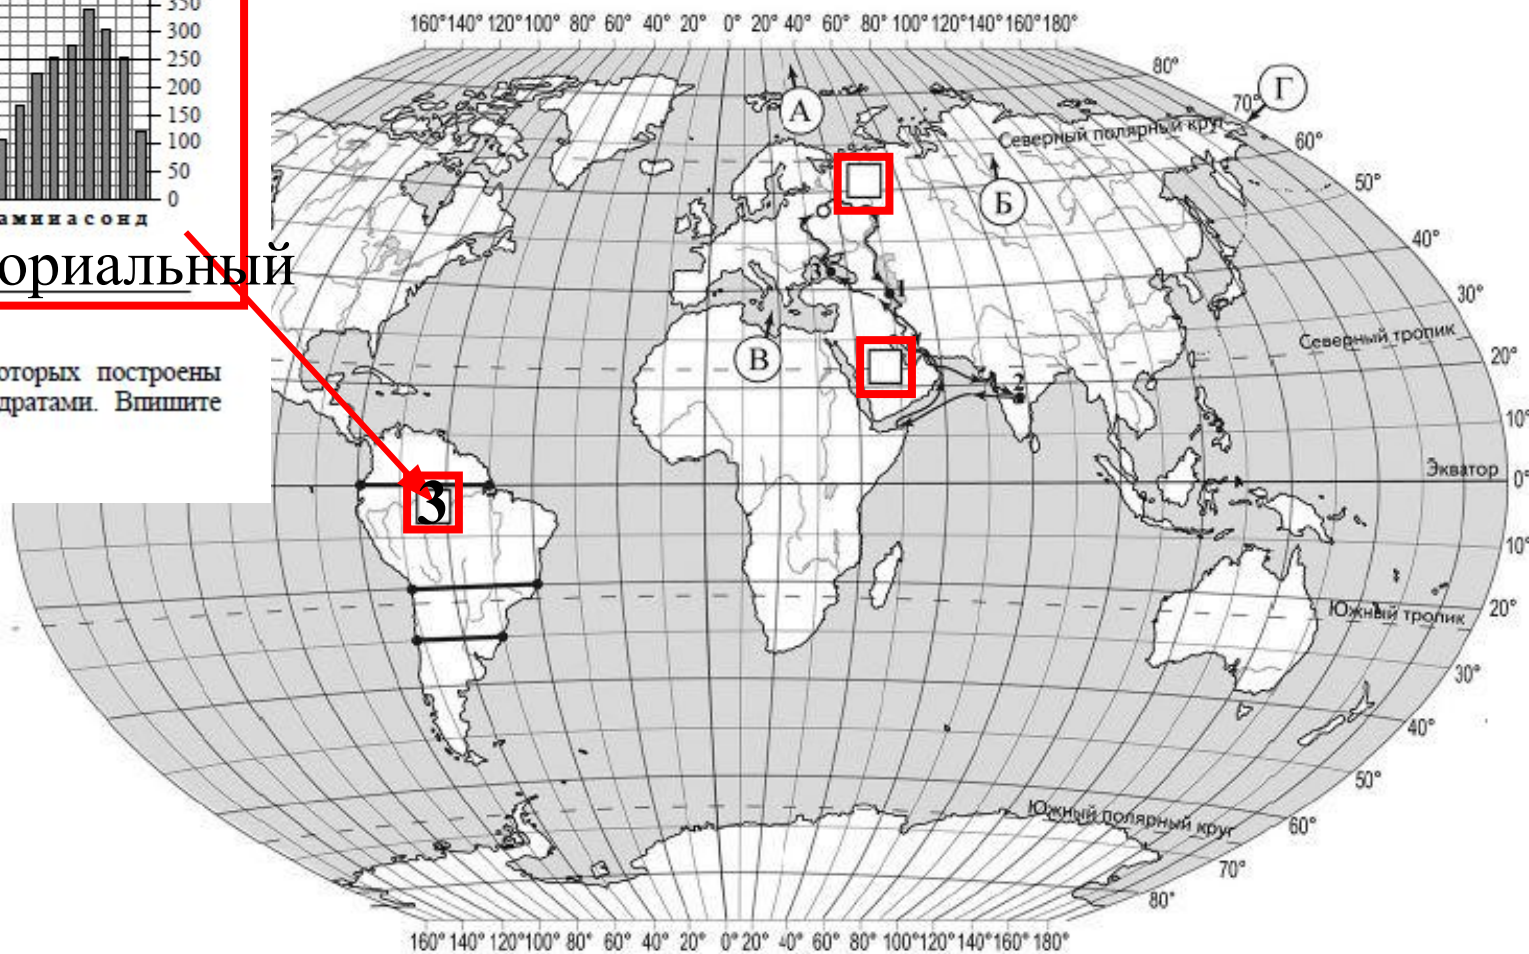 350
300
250
200
150
100
50
0
а м и и а с о н д
ориальный
оторых построены
дратами. Впишите
160° 140° 120° 100° 80° 60° 40° 20° 0° 20° 40° 60° 80° 100° 120° 140° 160° 180°
80°
Г
70°
А
Северный полярный круг
60°
50°
Б
40°
3
1
30°
Северный тропик
20°
В
2
10°
Экватор
0°
3
10°
Южный тропик
20°
30°
40°
50°
Южный полярный круг
60°
70°
80°
160° 140° 120° 100° 80° 60° 40° 20° 0° 20° 40° 60° 80° 100° 120° 140° 160° 180°